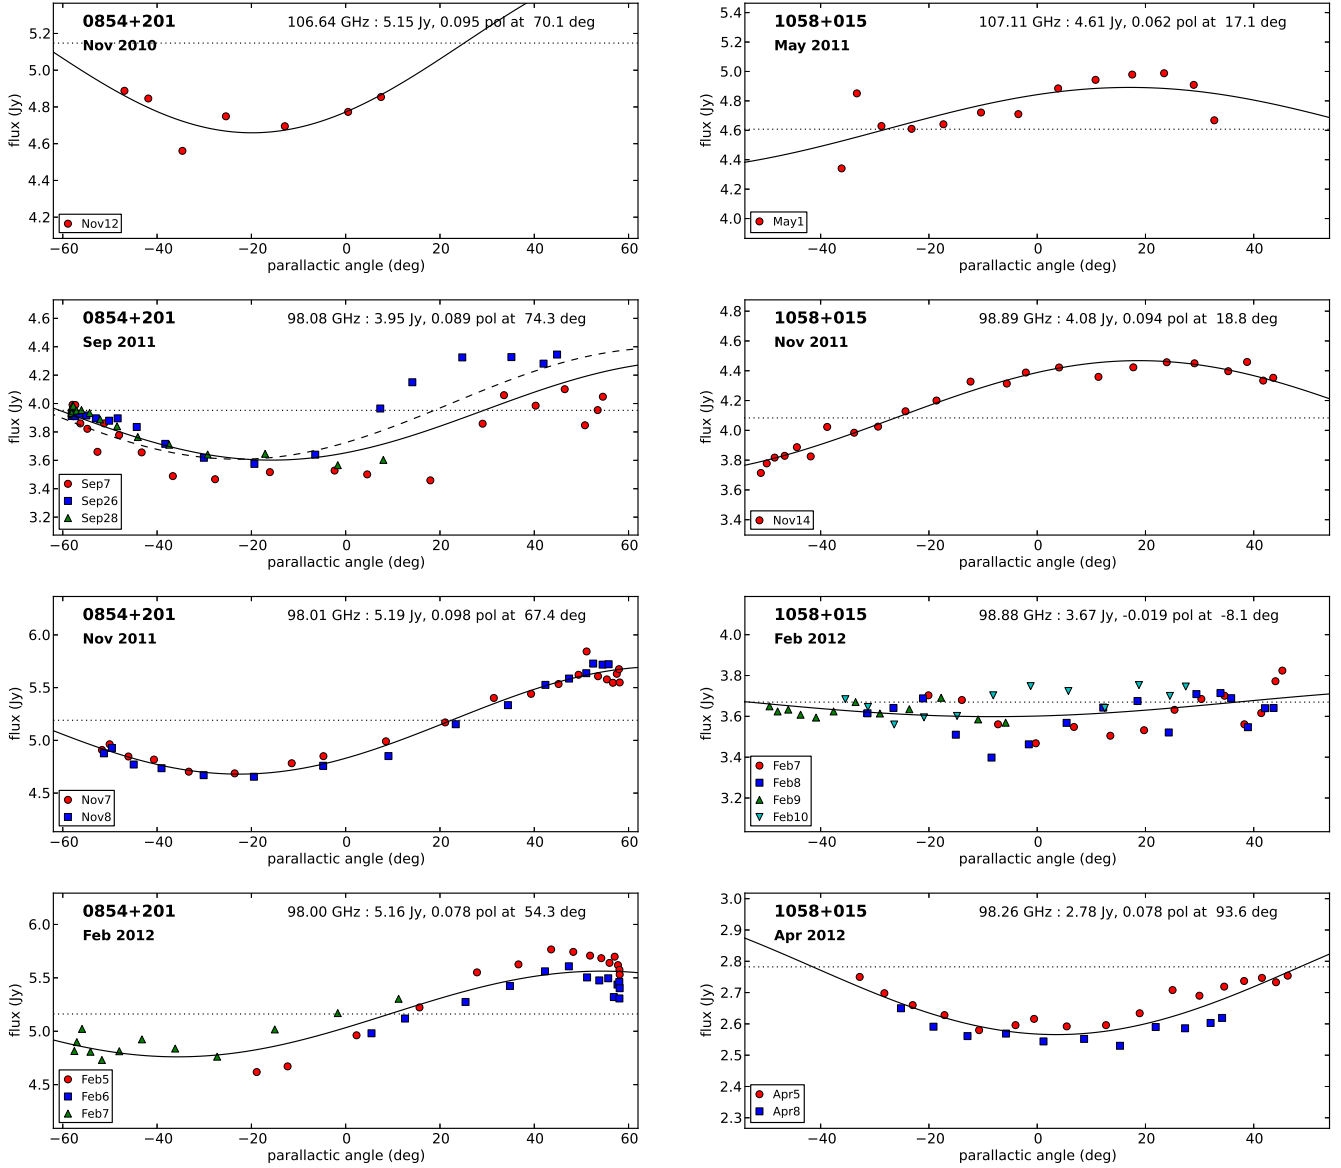 0854+201
106.64 GHz : 5.15 Jy, 0.095 pol at 70.1 deg
Nov 2010
flux (Jy)
5.2
5.0
4.8
4.6
4.4
4.2
Nov12
−60 −40 −20 0 20 40 60
parallactic angle (deg)
1058+015
107.11 GHz : 4.61 Jy, 0.062 pol at 17.1 deg
May 2011
flux (Jy)
5.4
5.2
5.0
4.8
4.6
4.4
4.2
4.0
May1
−40 −20 0 20 40
parallactic angle (deg)
0854+201
98.08 GHz : 3.95 Jy, 0.089 pol at 74.3 deg
Sep 2011
flux (Jy)
4.6
4.4
4.2
4.0
3.8
3.6
3.4
3.2
Sep7
Sep26
Sep28
−60 −40 −20 0 20 40 60
parallactic angle (deg)
1058+015
98.89 GHz : 4.08 Jy, 0.094 pol at 18.8 deg
Nov 2011
flux (Jy)
4.8
4.6
4.4
4.2
4.0
3.8
3.6
3.4
Nov14
−40 −20 0 20 40
parallactic angle (deg)
0854+201
98.01 GHz : 5.19 Jy, 0.098 pol at 67.4 deg
Nov 2011
flux (Jy)
6.0
5.5
5.0
4.5
Nov7
Nov8
−60 −40 −20 0 20 40 60
parallactic angle (deg)
1058+015
98.88 GHz : 3.67 Jy, -0.019 pol at -8.1 deg
Feb 2012
flux (Jy)
4.0
3.8
3.6
3.4
3.2
Feb7
Feb8
Feb9
Feb10
−40 −20 0 20 40
parallactic angle (deg)
0854+201
98.00 GHz : 5.16 Jy, 0.078 pol at 54.3 deg
Feb 2012
flux (Jy)
6.0
5.5
5.0
4.5
Feb5
Feb6
Feb7
−60 −40 −20 0 20 40 60
parallactic angle (deg)
1058+015
98.26 GHz : 2.78 Jy, 0.078 pol at 93.6 deg
Apr 2012
flux (Jy)
3.0
2.9
2.8
2.7
2.6
2.5
2.4
2.3
Apr5
Apr8
−40 −20 0 20 40
parallactic angle (deg)